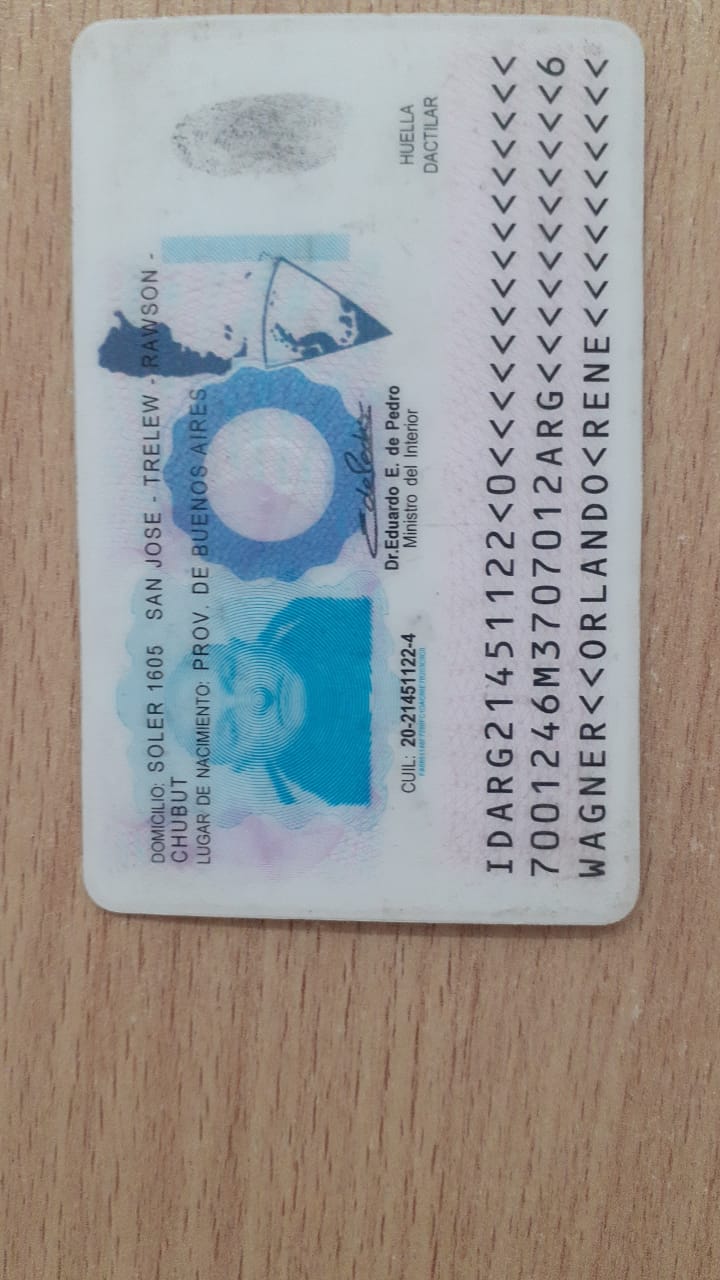 DOMICILIO: SOLER 1605 SAN JOSE - TRELEW - RAWSON -
CHUBUT
LUGAR DE NACIMIENTO: PROV. DE BUENOS AIRES
Dr.Eduardo E. de Pedro
Ministro del Interior
CUIL: 20-21451122-4
HUELLA
DACTILAR
IDARG21451122<0<<<<<<<<<<<<<<<
7001246M3707012ARG<<<<<<<<<<<6
WAGNER<<ORLANDO<RENE<<<<<<<<<<